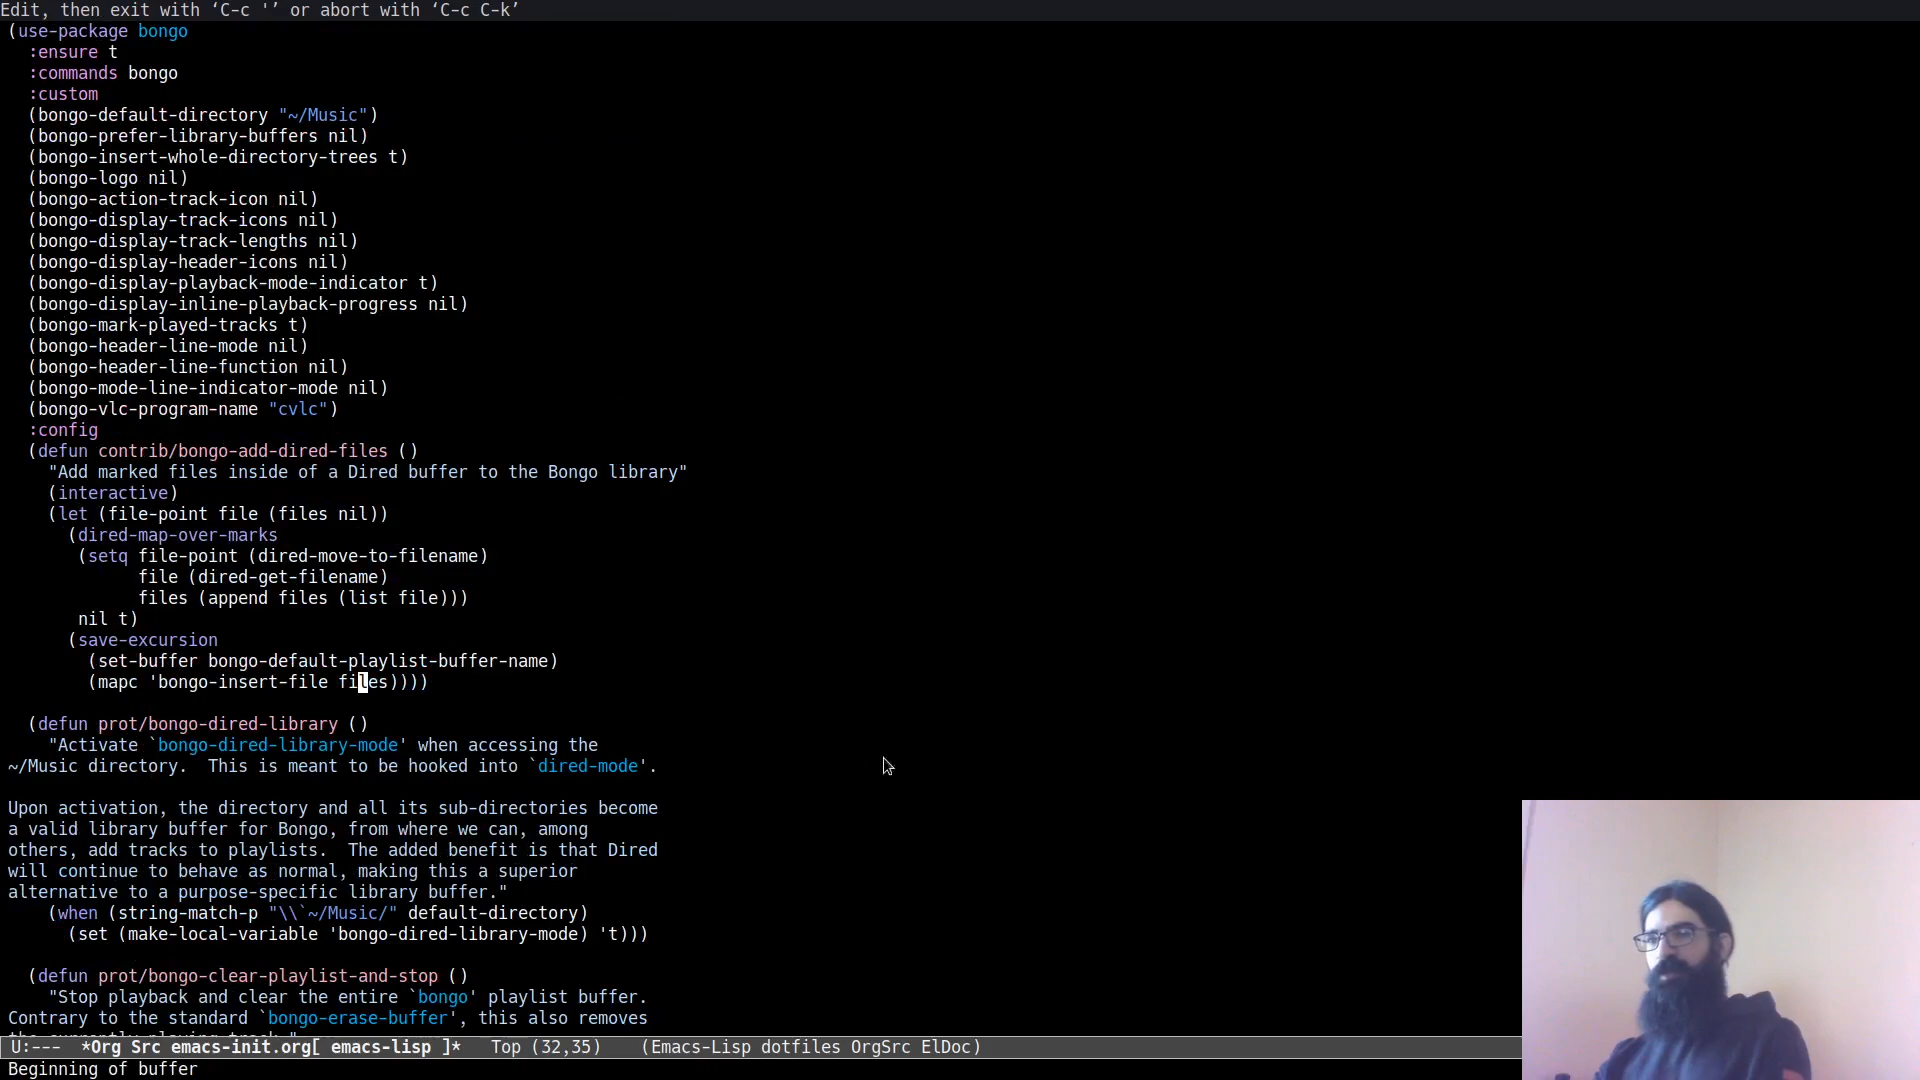 Edit, then exit with ‘C-c '’ or abort with ‘C-c C-k’
(use-package bongo
  :ensure t
  :commands bongo
  :custom
  (bongo-default-directory "~/Music")
  (bongo-prefer-library-buffers nil)
  (bongo-insert-whole-directory-trees t)
  (bongo-logo nil)
  (bongo-action-track-icon nil)
  (bongo-display-track-icons nil)
  (bongo-display-track-lengths nil)
  (bongo-display-header-icons nil)
  (bongo-display-playback-mode-indicator t)
  (bongo-display-inline-playback-progress nil)
  (bongo-mark-played-tracks t)
  (bongo-header-line-mode nil)
  (bongo-header-line-function nil)
  (bongo-mode-line-indicator-mode nil)
  (bongo-vlc-program-name "cvlc")
  :config
  (defun contrib/bongo-add-dired-files ()
    "Add marked files inside of a Dired buffer to the Bongo library"
    (interactive)
    (let (file-point file (files nil))
      (dired-map-over-marks
       (setq file-point (dired-move-to-filename)
             file (dired-get-filename)
             files (append files (list file)))
       nil t)
      (save-excursion
        (set-buffer bongo-default-playlist-buffer-name)
        (mapc 'bongo-insert-file files))))
  (defun prot/bongo-dired-library ()
    "Activate `bongo-dired-library-mode' when accessing the
~/Music directory.  This is meant to be hooked into `dired-mode'.
Upon activation, the directory and all its sub-directories become
a valid library buffer for Bongo, from where we can, among
others, add tracks to playlists.  The added benefit is that Dired
will continue to behave as normal, making this a superior
alternative to a purpose-specific library buffer."
    (when (string-match-p "\\`~/Music/" default-directory)
      (set (make-local-variable 'bongo-dired-library-mode) 't)))
  (defun prot/bongo-clear-playlist-and-stop ()
    "Stop playback and clear the entire `bongo' playlist buffer.
Contrary to the standard `bongo-erase-buffer', this also removes
the currently-playing track."
U:---  *Org Src emacs-init.org[ emacs-lisp ]*   Top (32,35)    (Emacs-Lisp dotfiles OrgSrc ElDoc)
Beginning of buffer